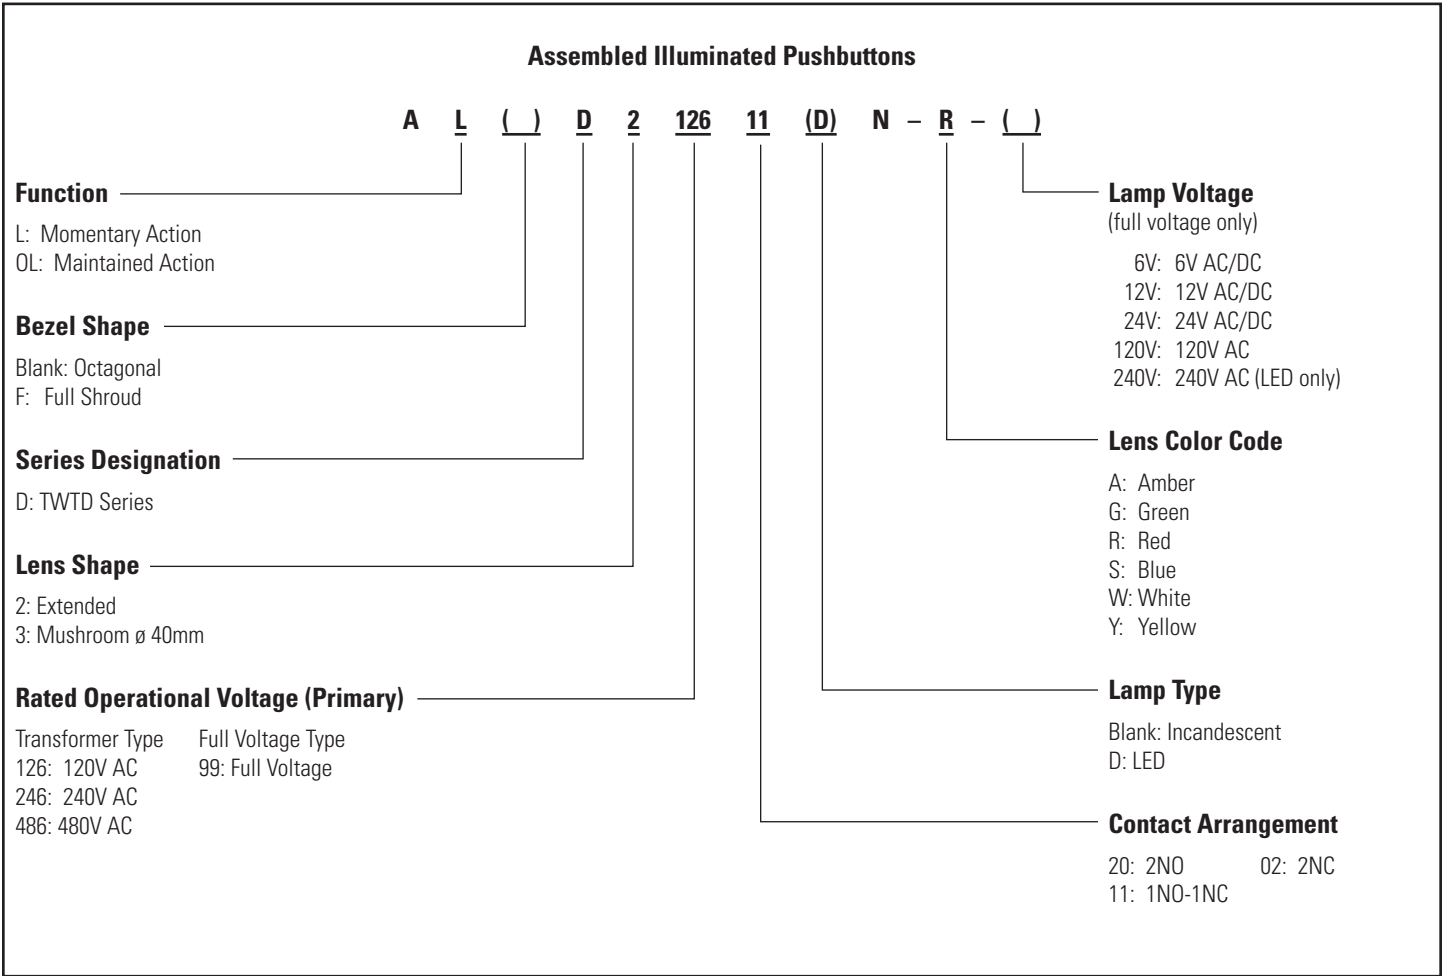 Assembled Illuminated Pushbuttons
A L ( ) D 2 126 11 (D) N – R – ( )
Function
L: Momentary Action
OL: Maintained Action
Bezel Shape
Blank: Octagonal
F: Full Shroud
Series Designation
D: TWTD Series
Lens Shape
2: Extended
3: Mushroom ø 40mm
Rated Operational Voltage (Primary)
Transformer Type Full Voltage Type
126: 120V AC 99: Full Voltage
246: 240V AC
486: 480V AC
Lamp Voltage
(full voltage only)
6V: 6V AC/DC
12V: 12V AC/DC
24V: 24V AC/DC
120V: 120V AC
240V: 240V AC (LED only)
Lens Color Code
A: Amber
G: Green
R: Red
S: Blue
W: White
Y: Yellow
Lamp Type
Blank: Incandescent
D: LED
Contact Arrangement
20: 2NO 02: 2NC
11: 1NO-1NC